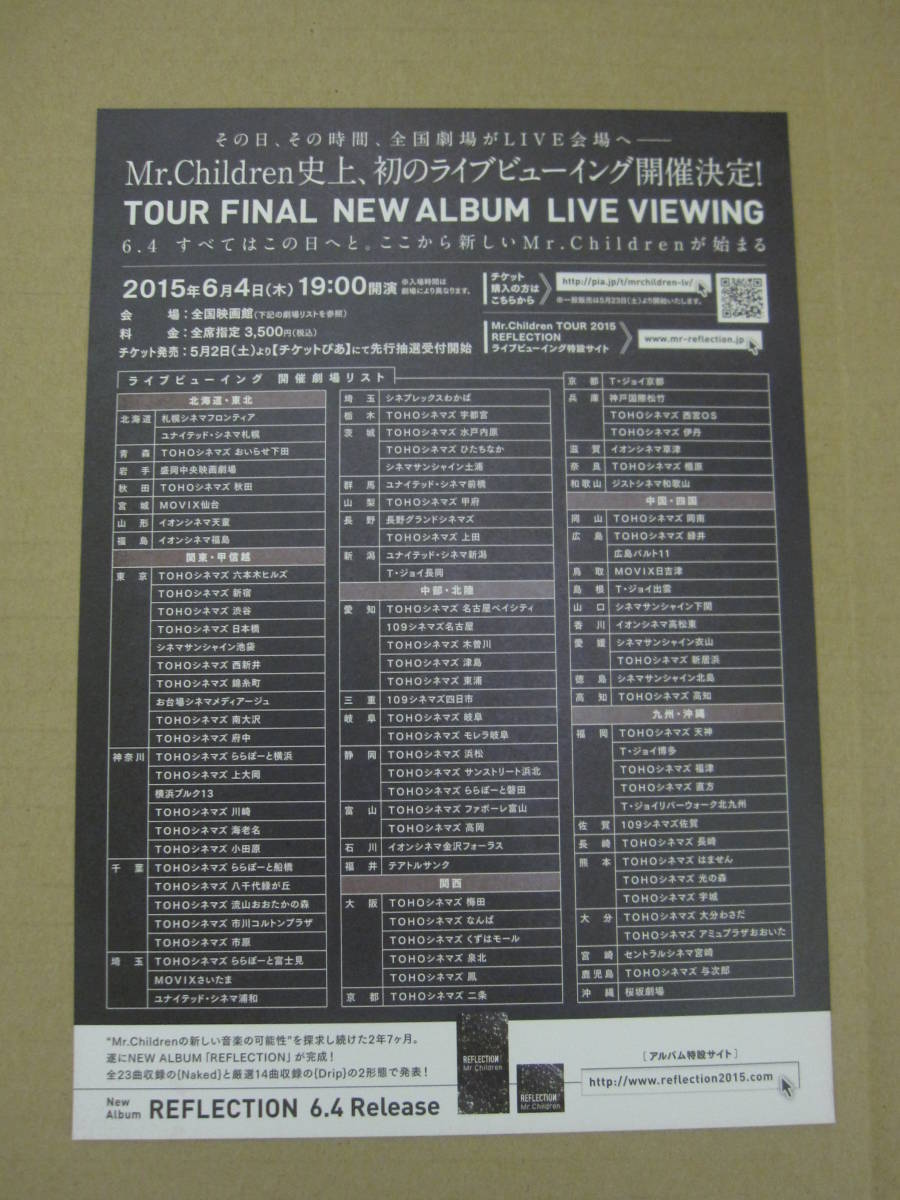 その日、その時間、全国劇場がLIVE会場へ――
Mr.Children史上、初のライブビューイング開催決定!
TOUR FINAL NEW ALBUM LIVE VIEWING
6.4 すべてはこの日へと。ここから新しいMr.Childrenが始まる
2015年6月4日(木) 19:00開演 ※入場時間は劇場により異なります。
会 場:全国映画館(下記の劇場リストを参照)
料 金:全席指定 3,500円(税込)
チケット発売:5月2日(土)より【チケットぴあ】にて先行抽選受付開始
チケット
購入の方は
こちらから
http://pia.jp/t/mrchildren-lv/
※一般販売は5月23日(土)より開始いたします。
Mr.Children TOUR 2015
REFLECTION
ライブビューイング特設サイト
www.mr-reflection.jp
ライブビューイング 開催劇場リスト
北海道・東北
北海道 札幌シネマフロンティア
ユナイテッド・シネマ札幌
青森 TOHOシネマズ おいらせ下田
岩手 盛岡中央映画劇場
秋田 TOHOシネマズ 秋田
宮城 MOVIX仙台
山形 イオンシネマ天童
福島 イオンシネマ福島
関東・甲信越
東京 TOHOシネマズ 六本木ヒルズ
TOHOシネマズ 新宿
TOHOシネマズ 渋谷
TOHOシネマズ 日本橋
シネマサンシャイン池袋
TOHOシネマズ 西新井
TOHOシネマズ 錦糸町
お台場シネマメディアージュ
TOHOシネマズ 南大沢
TOHOシネマズ 府中
神奈川 TOHOシネマズ ららぽーと横浜
TOHOシネマズ 上大岡
横浜ブルク13
TOHOシネマズ 川崎
TOHOシネマズ 海老名
TOHOシネマズ 小田原
千葉 TOHOシネマズ ららぽーと船橋
TOHOシネマズ 八千代緑が丘
TOHOシネマズ 流山おおたかの森
TOHOシネマズ 市川コルトンプラザ
TOHOシネマズ 市原
埼玉 TOHOシネマズ ららぽーと富士見
MOVIXさいたま
ユナイテッド・シネマ浦和
埼玉 シネプレックスわかば
栃木 TOHOシネマズ 宇都宮
茨城 TOHOシネマズ 水戸内原
TOHOシネマズ ひたちなか
シネマサンシャイン土浦
群馬 ユナイテッド・シネマ前橋
山梨 TOHOシネマズ 甲府
長野 長野グランドシネマズ
TOHOシネマズ 上田
新潟 ユナイテッド・シネマ新潟
T・ジョイ長岡
中部・北陸
愛知 TOHOシネマズ 名古屋ベイシティ
109シネマズ名古屋
TOHOシネマズ 木曽川
TOHOシネマズ 津島
TOHOシネマズ 東浦
三重 109シネマズ四日市
岐阜 TOHOシネマズ 岐阜
TOHOシネマズ モレラ岐阜
静岡 TOHOシネマズ 浜松
TOHOシネマズ サンストリート浜北
TOHOシネマズ ららぽーと磐田
富山 TOHOシネマズ ファボーレ富山
TOHOシネマズ 高岡
石川 イオンシネマ金沢フォーラス
福井 テアトルサンク
関西
大阪 TOHOシネマズ 梅田
TOHOシネマズ なんば
TOHOシネマズ くずはモール
TOHOシネマズ 泉北
TOHOシネマズ 鳳
京都 TOHOシネマズ 二条
京都 T・ジョイ京都
兵庫 神戸国際松竹
TOHOシネマズ 西宮OS
TOHOシネマズ 伊丹
滋賀 イオンシネマ草津
奈良 TOHOシネマズ 橿原
和歌山 ジストシネマ和歌山
中国・四国
岡山 TOHOシネマズ 岡南
広島 TOHOシネマズ 緑井
広島バルト11
鳥取 MOVIX日吉津
島根 T・ジョイ出雲
山口 シネマサンシャイン下関
香川 イオンシネマ高松東
愛媛 シネマサンシャイン衣山
TOHOシネマズ 新居浜
徳島 シネマサンシャイン北島
高知 TOHOシネマズ 高知
九州・沖縄
福岡 TOHOシネマズ 天神
T・ジョイ博多
TOHOシネマズ 福津
TOHOシネマズ 直方
T・ジョイリバーウォーク北九州
佐賀 109シネマズ佐賀
長崎 TOHOシネマズ 長崎
熊本 TOHOシネマズ はません
TOHOシネマズ 光の森
TOHOシネマズ 宇城
大分 TOHOシネマズ 大分わさだ
TOHOシネマズ アミュプラザおおいた
宮崎 セントラルシネマ宮崎
鹿児島 TOHOシネマズ 与次郎
沖縄 桜坂劇場
"Mr.Childrenの新しい音楽の可能性"を探求し続けた2年7ヶ月。
遂にNEW ALBUM「REFLECTION」が完成!
全23曲収録の{Naked}と厳選14曲収録の{Drip}の2形態で発表!
New Album REFLECTION 6.4 Release
REFLECTION
Mr.Children
REFLECTION
Mr.Children
[アルバム特設サイト]
http://www.reflection2015.com